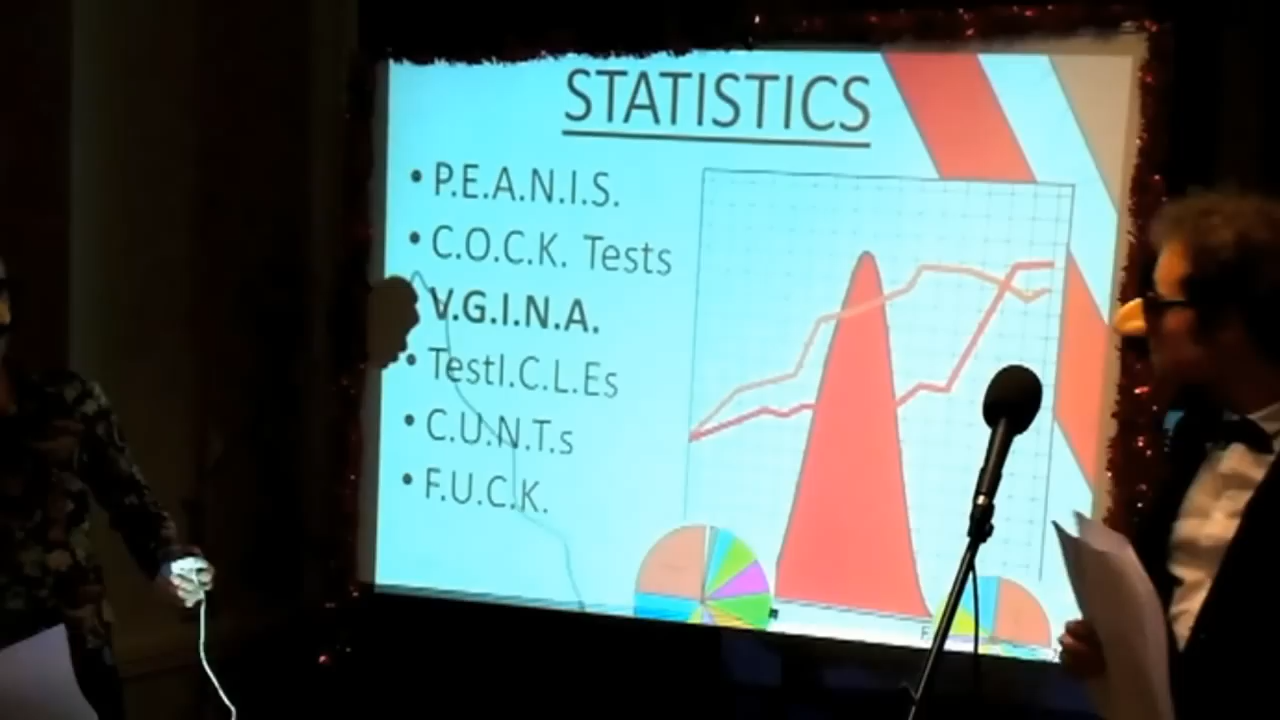 STATISTICS
• P.E.A.N.I.S.
• C.O.C.K. Tests
V.G.I.N.A.
• TestI.C.L.Es
• C.U.N.T.s
• F.U.C.K.
F